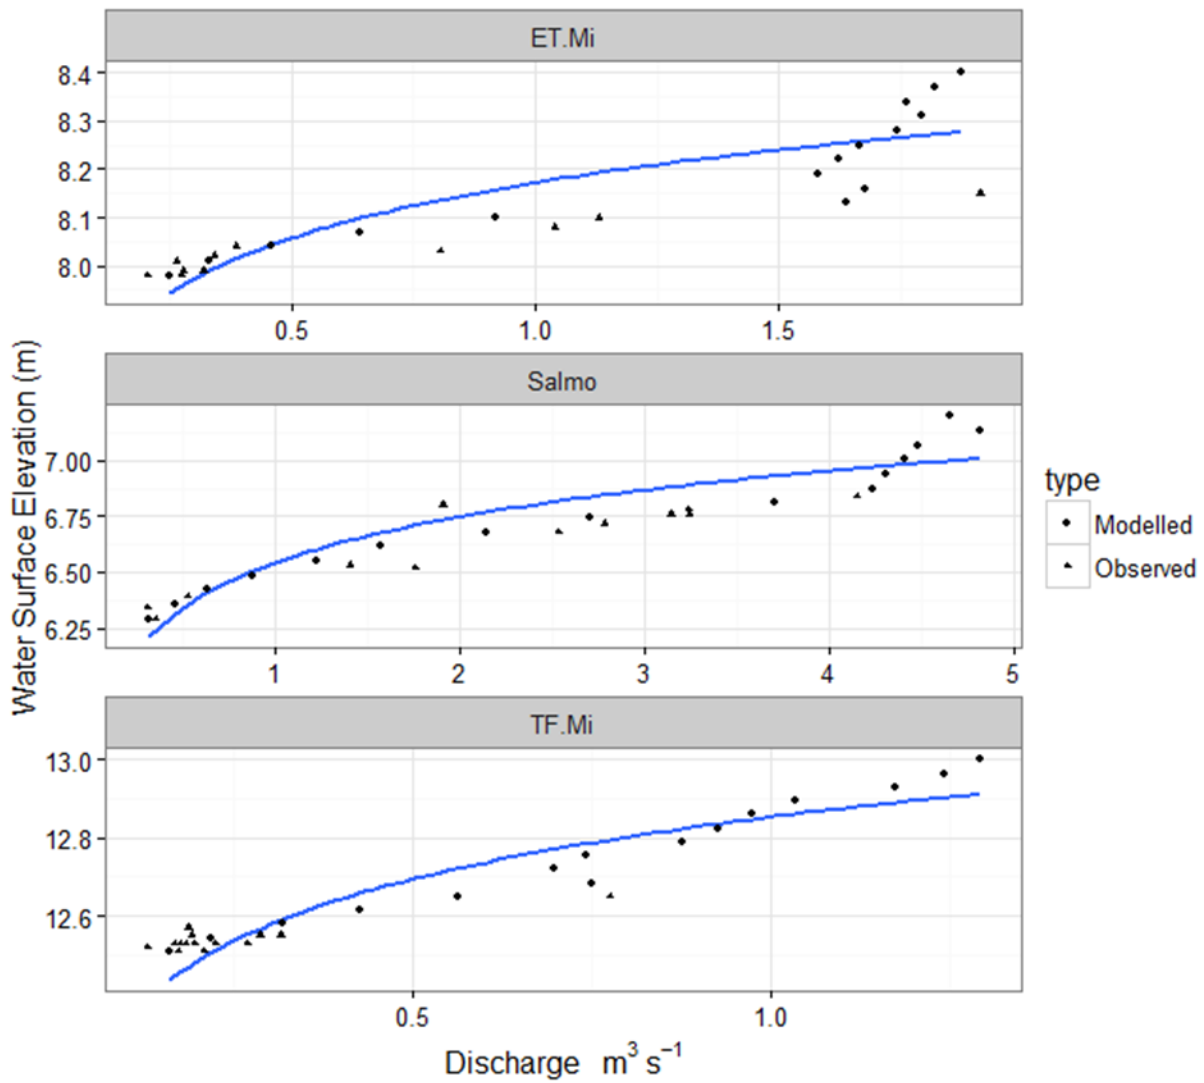 ET.Mi
8.4
8.3
8.2
8.1
8.0
0.5 1.0 1.5
Salmo
7.00
6.75
6.50
6.25
1 2 3 4 5
TF.Mi
13.0
12.8
12.6
0.5 1.0
Water Surface Elevation (m)
Discharge m³ s⁻¹
type
Modelled
Observed